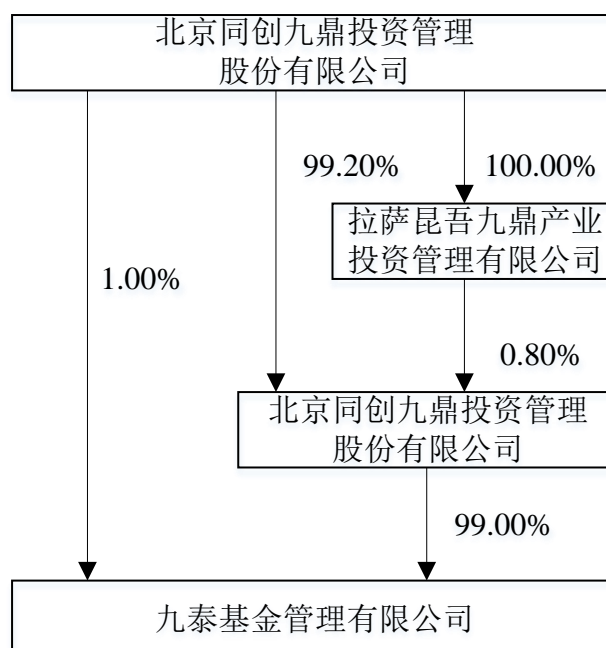 北京同创九鼎投资管理
股份有限公司
99.20%
100.00%
拉萨昆吾九鼎产业
投资管理有限公司
1.00%
0.80%
北京同创九鼎投资管理
股份有限公司
99.00%
九泰基金管理有限公司